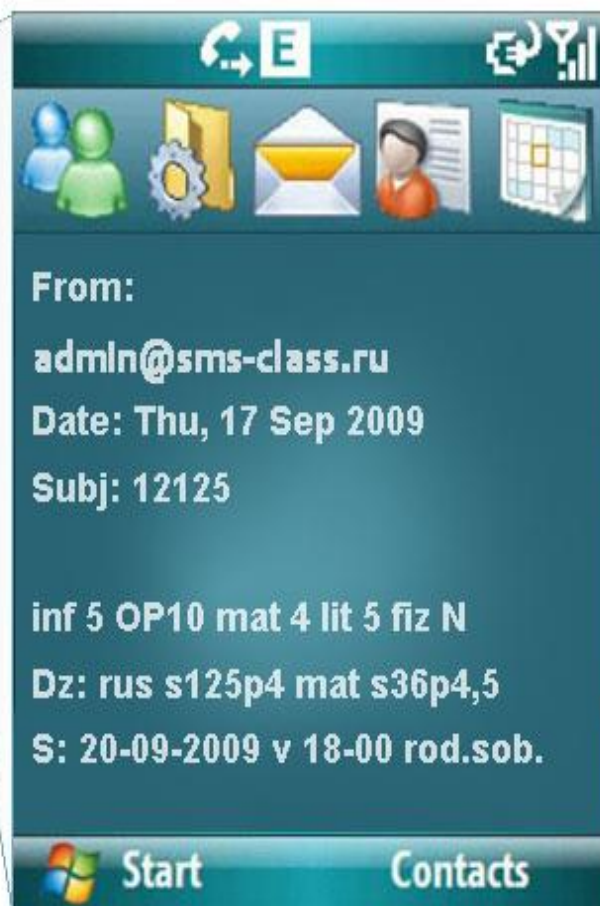 E
From:
admin@sms-class.ru
Date: Thu, 17 Sep 2009
Subj: 12125
inf 5 OP10 mat 4 lit 5 fiz N
Dz: rus s125p4 mat s36p4,5
S: 20-09-2009 v 18-00 rod.sob.
Start Contacts